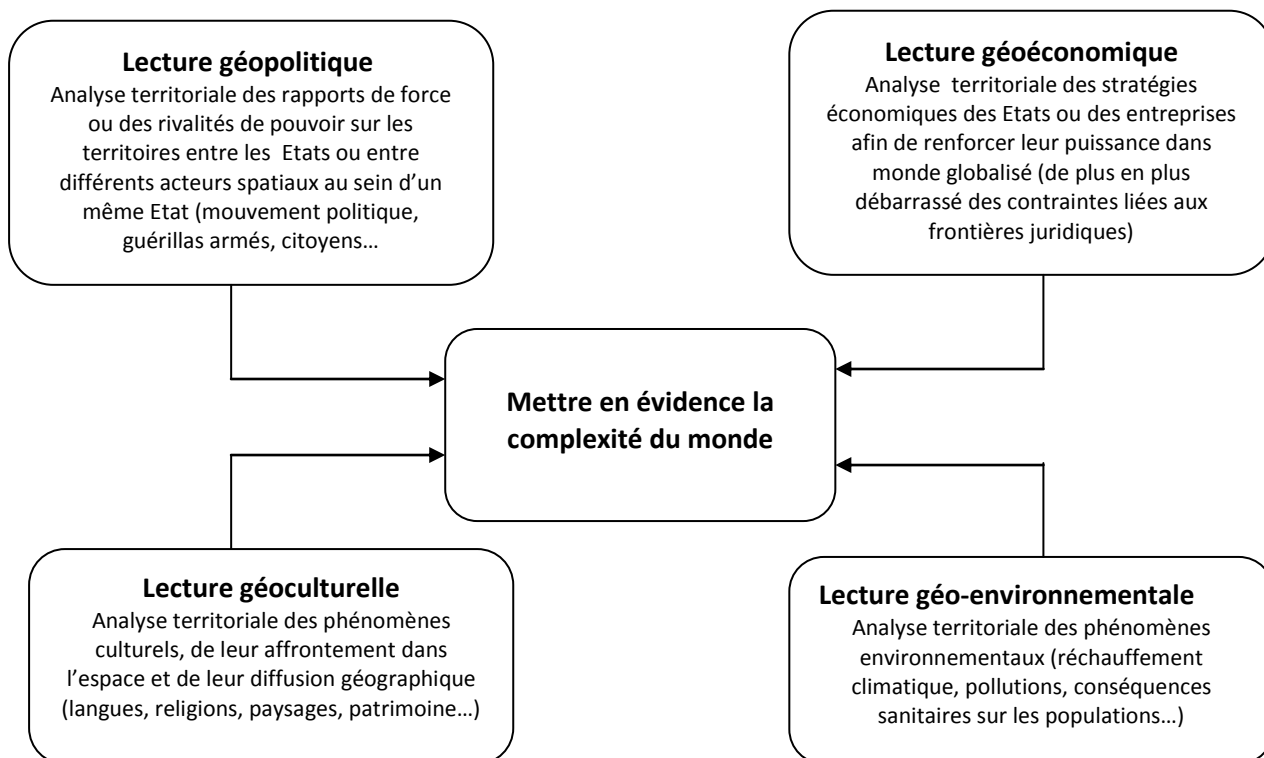 Lecture géopolitique
Analyse territoriale des rapports de force
ou des rivalités de pouvoir sur les
territoires entre les Etats ou entre
différents acteurs spatiaux au sein d’un
même Etat (mouvement politique,
guérillas armés, citoyens…
Lecture géoéconomique
Analyse territoriale des stratégies
économiques des Etats ou des entreprises
afin de renforcer leur puissance dans
monde globalisé (de plus en plus
débarrassé des contraintes liées aux
frontières juridiques)
Mettre en évidence la
complexité du monde
Lecture géoculturelle
Analyse territoriale des phénomènes
culturels, de leur affrontement dans
l’espace et de leur diffusion géographique
(langues, religions, paysages, patrimoine…)
Lecture géo-environnementale
Analyse territoriale des phénomènes
environnementaux (réchauffement
climatique, pollutions, conséquences
sanitaires sur les populations…)